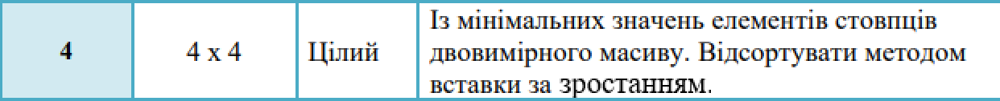 4
4 x 4
Цілий
Із мінімальних значень елементів стовпців
двовимірного масиву. Відсортувати методом
вставки за зростанням.